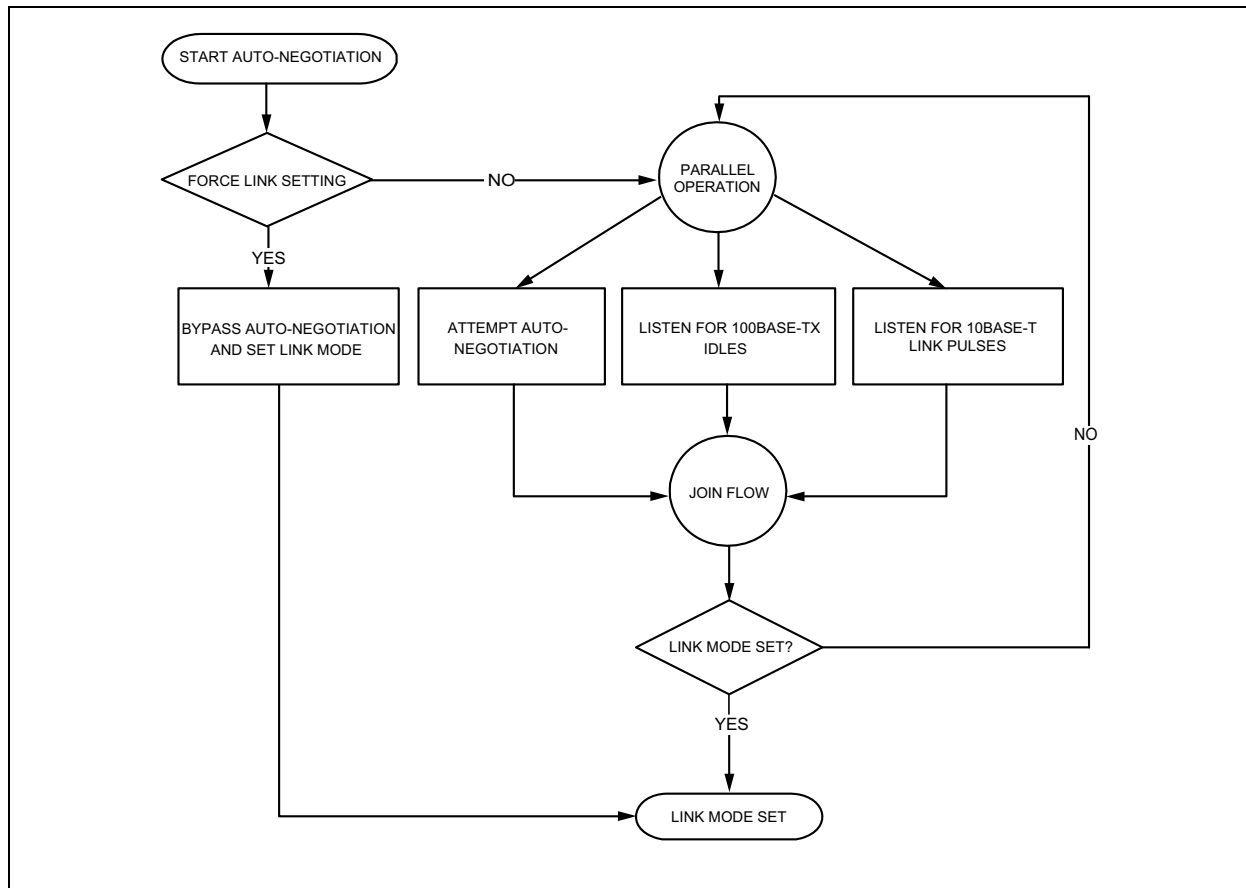 START AUTO-NEGOTIATION
FORCE LINK SETTING
NO
PARALLEL
OPERATION
YES
BYPASS AUTO-NEGOTIATION
AND SET LINK MODE
ATTEMPT AUTO-
NEGOTIATION
LISTEN FOR 100BASE-TX
IDLES
LISTEN FOR 10BASE-T
LINK PULSES
NO
JOIN FLOW
LINK MODE SET?
YES
LINK MODE SET